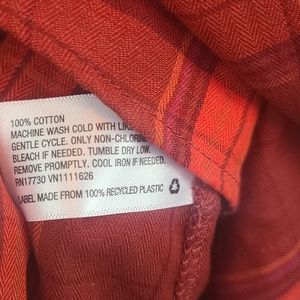 100% COTTON
MACHINE WASH COLD WITH LIKE
GENTLE CYCLE. ONLY NON-CHLORINE
BLEACH IF NEEDED. TUMBLE DRY LOW.
REMOVE PROMPTLY. COOL IRON IF NEEDED.
RN17730 VN1111626
LABEL MADE FROM 100% RECYCLED PLASTIC